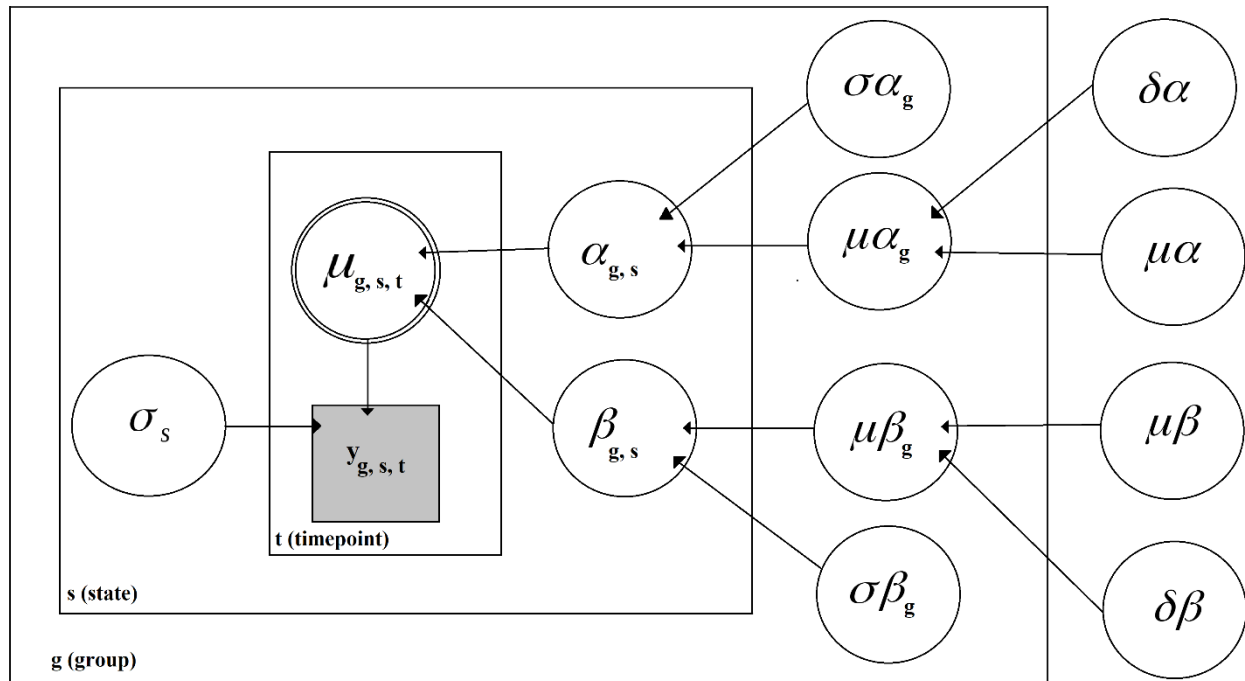 σα_g
δα
μ_g, s, t
α_g, s
μα_g
μα
σ_s
y_g, s, t
β_g, s
μβ_g
μβ
t (timepoint)
s (state)
σβ_g
δβ
g (group)